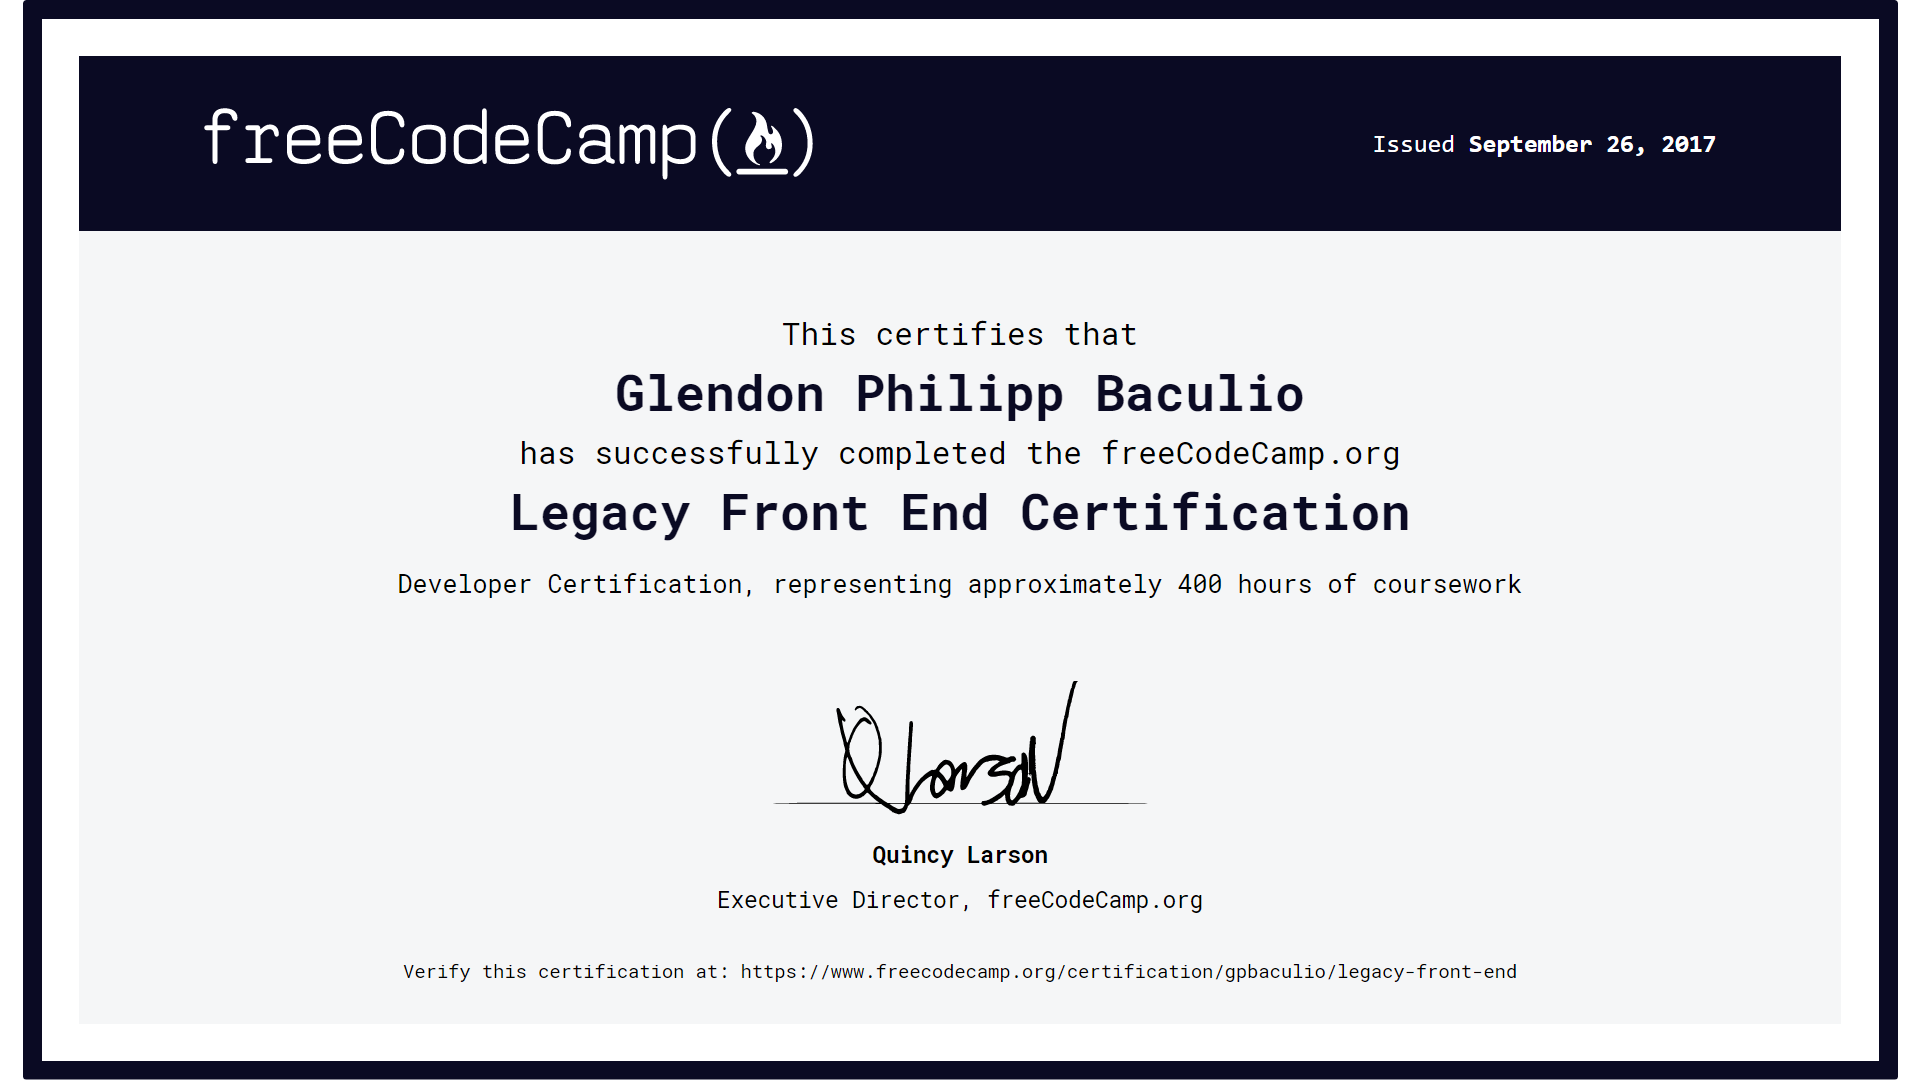 freeCodeCamp
Issued September 26, 2017
This certifies that
Glendon Philipp Baculio
has successfully completed the freeCodeCamp.org
Legacy Front End Certification
Developer Certification, representing approximately 400 hours of coursework
Q Larson
Quincy Larson
Executive Director, freeCodeCamp.org
Verify this certification at: https://www.freecodecamp.org/certification/gpbaculio/legacy-front-end